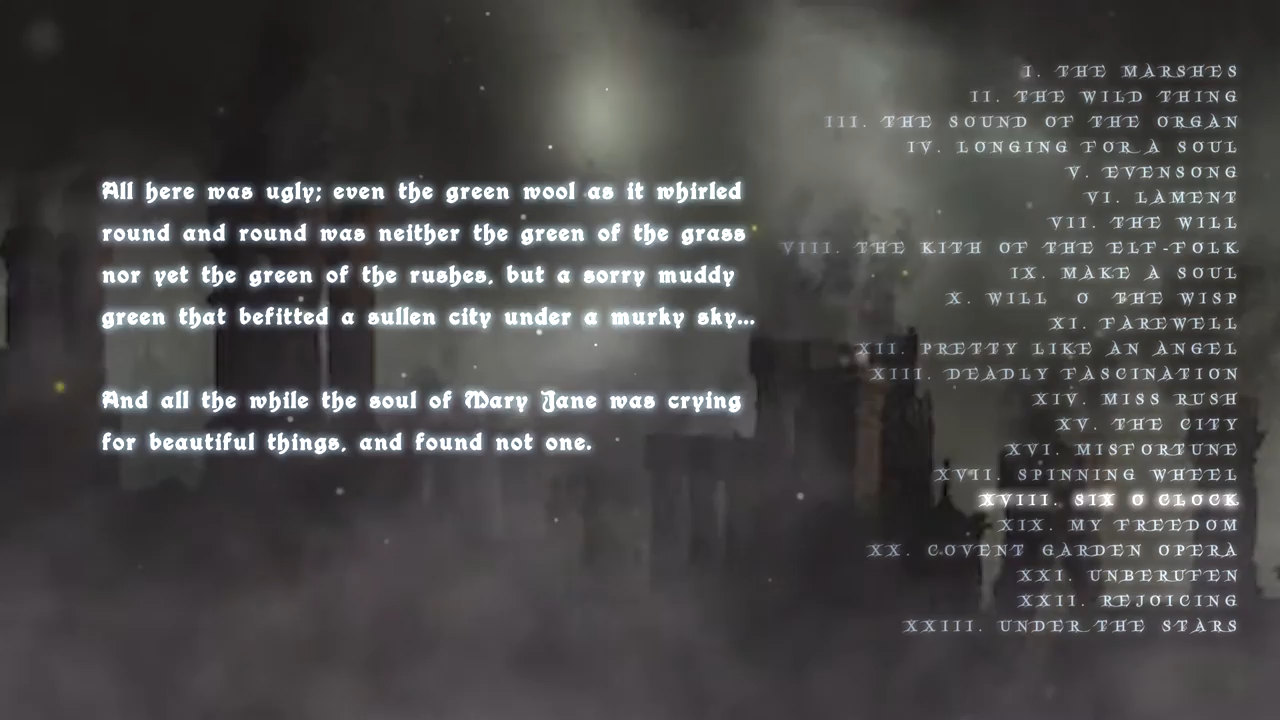 All here was ugly; even the green wool as it whirled
round and round was neither the green of the grass
nor yet the green of the rushes, but a sorry muddy
green that befitted a sullen city under a murky sky...
And all the while the soul of Mary Jane was crying
for beautiful things, and found not one.
I. THE MARSHES
II. THE WILD THING
III. THE SOUND OF THE ORGAN
IV. LONGING FOR A SOUL
V. EVENSONG
VI. LAMENT
VII. THE WILL
VIII. THE KITH OF THE ELF-FOLK
IX. MAKE A SOUL
X. WILL O THE WISP
XI. FAREWELL
XII. PRETTY LIKE AN ANGEL
XIII. DEADLY FASCINATION
XIV. MISS RUSH
XV. THE CITY
XVI. MISFORTUNE
XVII. SPINNING WHEEL
XVIII. SIX O CLOCK
XIX. MY FREEDOM
XX. COVENT GARDEN OPERA
XXI. UNBERUFEN
XXII. REJOICING
XXIII. UNDER THE STARS